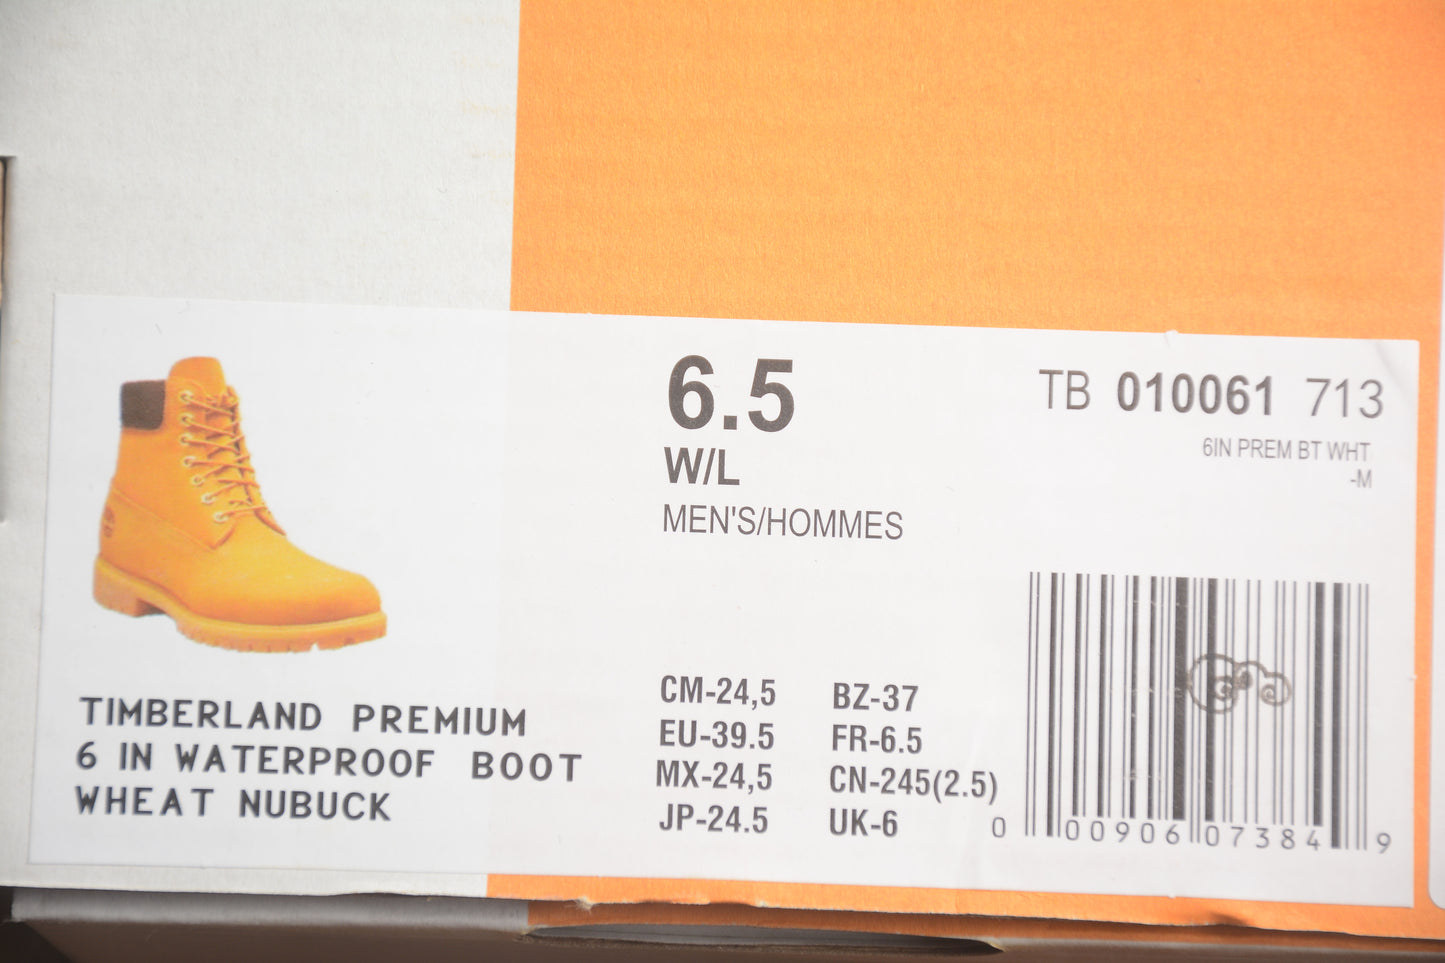 6.5
W/L
MEN'S/HOMMES
TB 010061 713
6IN PREM BT WHT
-M
TIMBERLAND PREMIUM
6 IN WATERPROOF BOOT
WHEAT NUBUCK
CM-24,5 BZ-37
EU-39.5 FR-6.5
MX-24,5 CN-245(2.5)
JP-24.5 UK-6
0 00906 07384 9